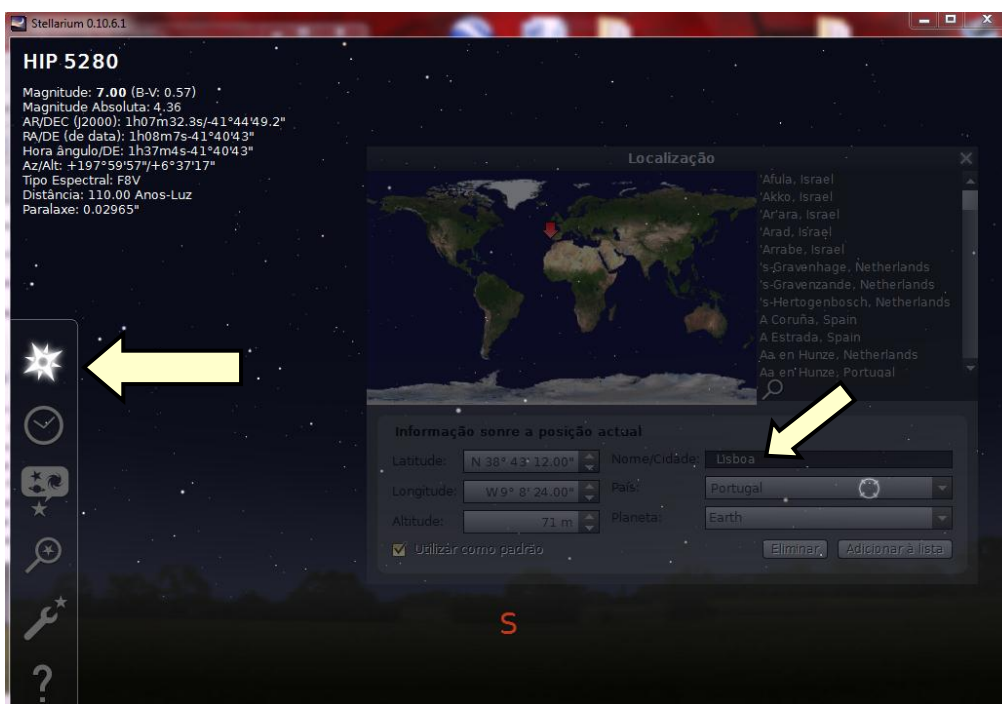 Stellarium 0.10.6.1
HIP 5280
Magnitude: 7.00 (B-V: 0.57)
Magnitude Absoluta: 4.36
AR/DEC (J2000): 1h07m32.3s/-41°44'49.2"
RA/DE (de data): 1h08m7s-41°40'43"
Hora ângulo/DE: 1h37m4s-41°40'43"
Az/Alt: +197°59'57"/+6°37'17"
Tipo Espectral: F8V
Distância: 110.00 Anos-Luz
Paralaxe: 0.02965"
Localização
'Afula, Israel
'Akko, Israel
'Ar'ara, Israel
'Arad, Israel
'Arrabe, Israel
's-Gravenhage, Netherlands
's-Gravenzande, Netherlands
's-Hertogenbosch, Netherlands
A Coruña, Spain
A Estrada, Spain
Aa en Hunze, Netherlands
Aa en Hunze, Portugal
Informação sonre a posição actual
Latitude: N 38° 43' 12.00" Nome/Cidade: Lisboa
Longitude: W 9° 8' 24.00" País: Portugal
Altitude: 71 m Planeta: Earth
Utilizar como padrão Eliminar Adicionar à lista
S
?